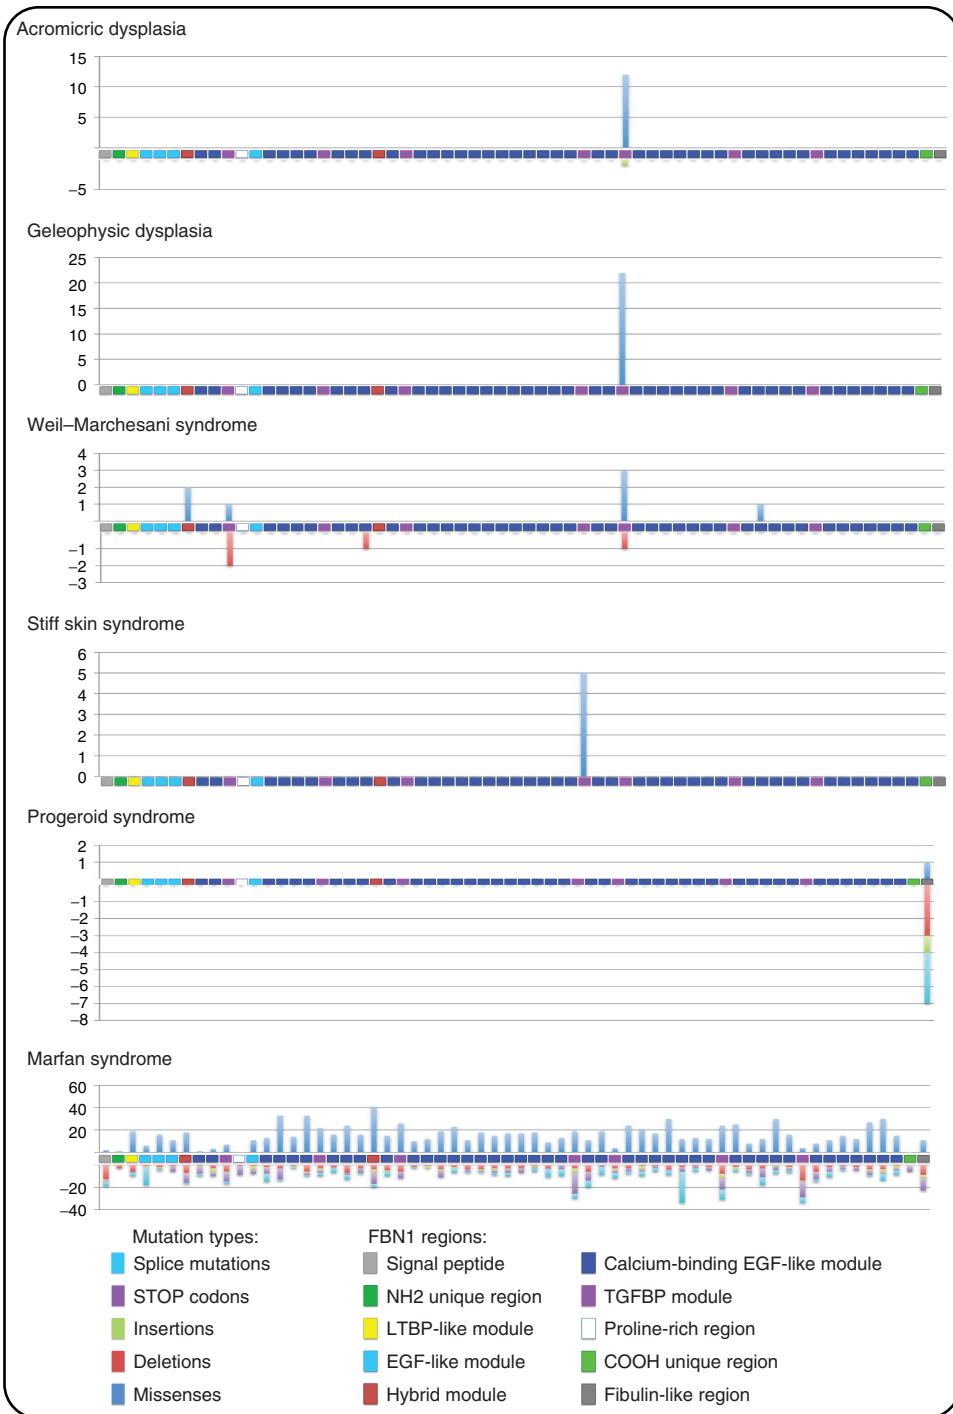 Acromicric dysplasia
15
10
5
–5
Geleophysic dysplasia
25
20
15
10
5
0
Weil–Marchesani syndrome
4
3
2
1
–1
–2
–3
Stiff skin syndrome
6
5
4
3
2
1
0
Progeroid syndrome
2
1
–1
–2
–3
–4
–5
–6
–7
–8
Marfan syndrome
60
40
20
–20
–40
Mutation types:
Splice mutations
STOP codons
Insertions
Deletions
Missenses
FBN1 regions:
Signal peptide
NH2 unique region
LTBP-like module
EGF-like module
Hybrid module
Calcium-binding EGF-like module
TGFBP module
Proline-rich region
COOH unique region
Fibulin-like region